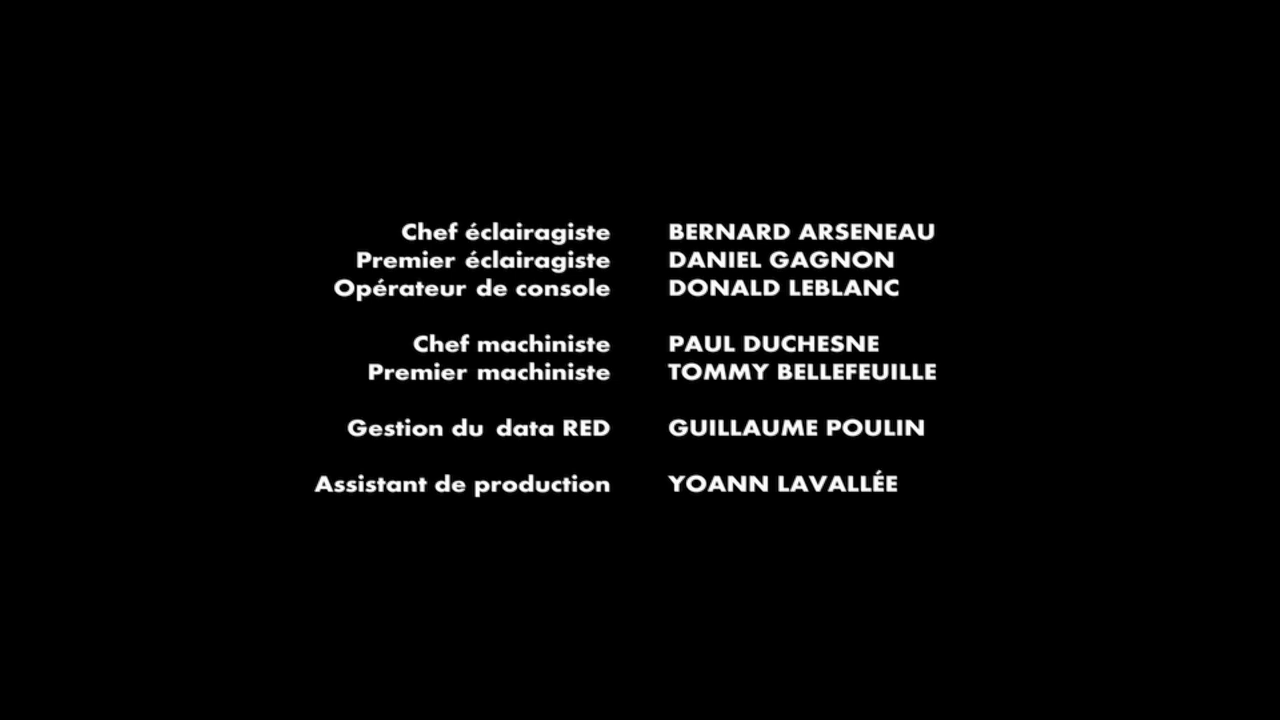 Chef éclairagiste BERNARD ARSENEAU
Premier éclairagiste DANIEL GAGNON
Opérateur de console DONALD LEBLANC
Chef machiniste PAUL DUCHESNE
Premier machiniste TOMMY BELLEFEUILLE
Gestion du data RED GUILLAUME POULIN
Assistant de production YOANN LAVALLÉE